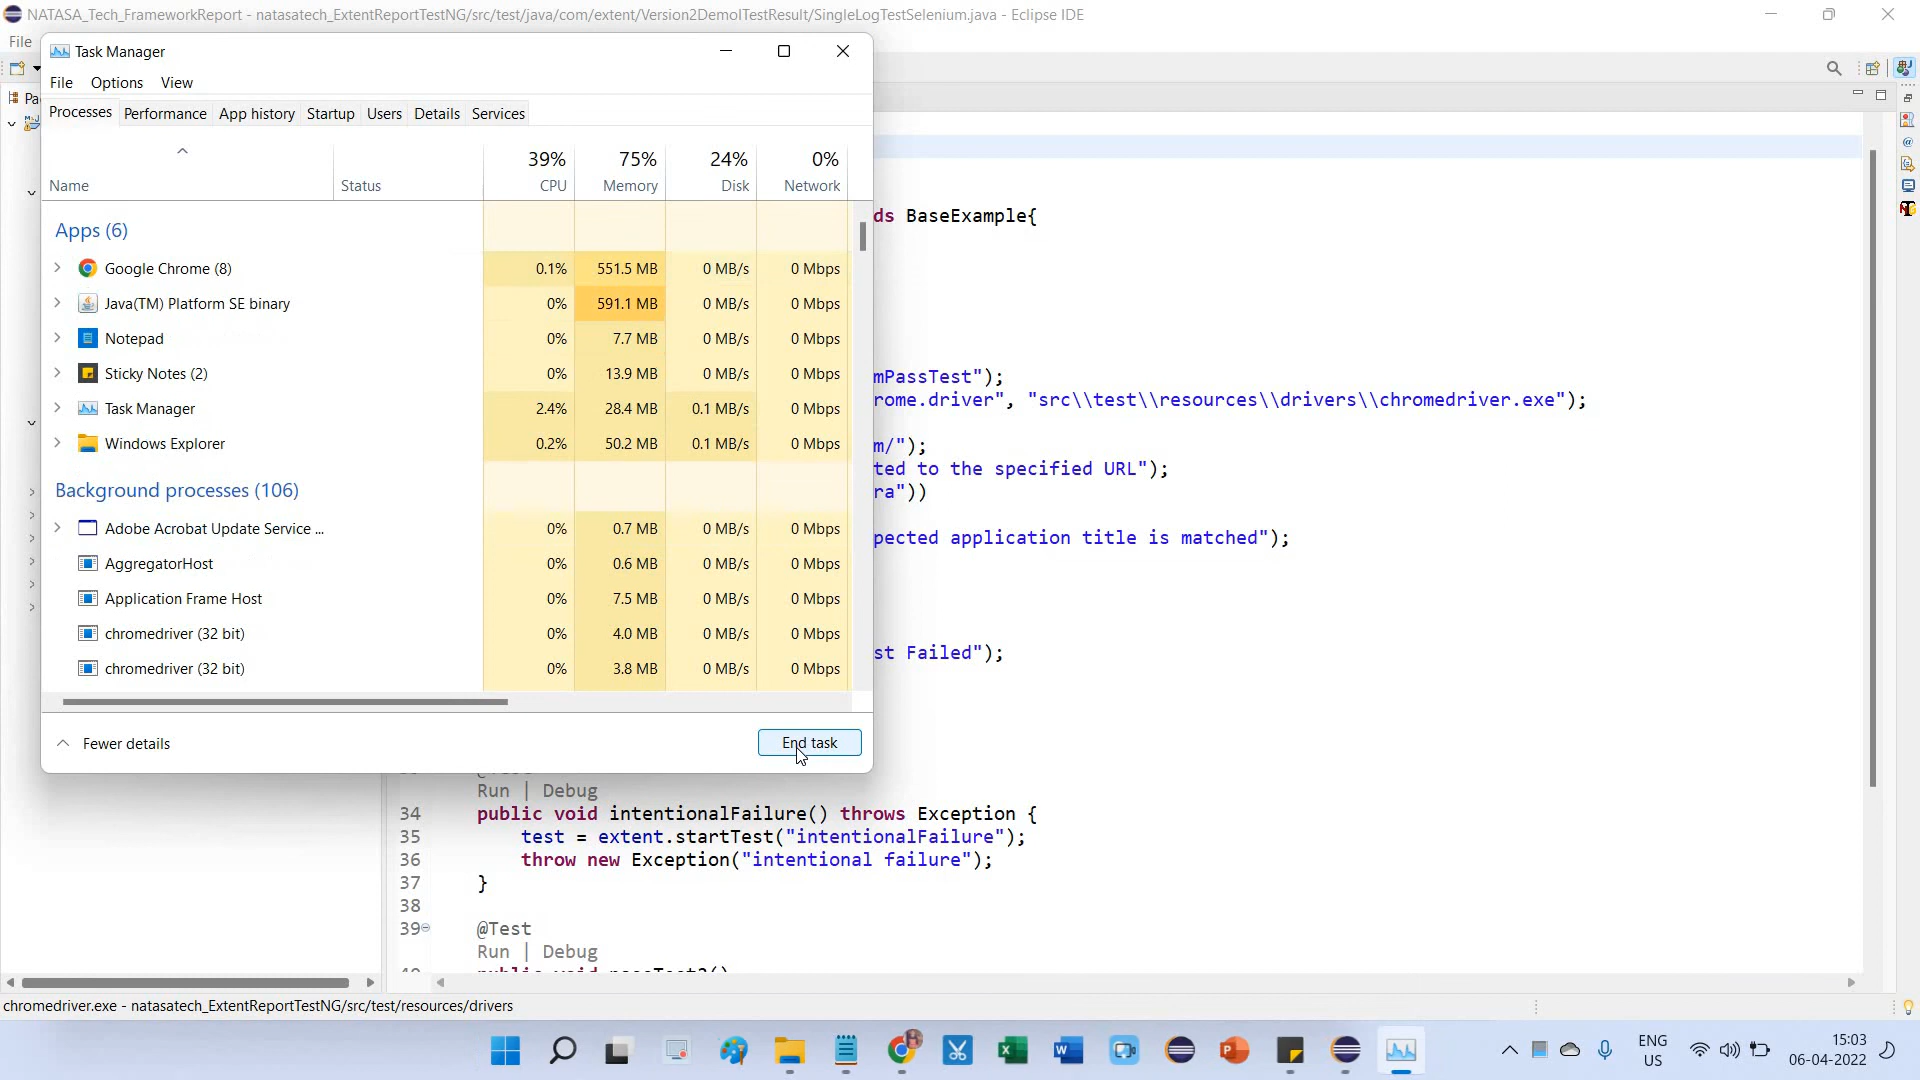 NATASA_Tech_FrameworkReport - natasatech_ExtentReportTestNG/src/test/java/com/extent/Version2DemoITestResult/SingleLogTestSelenium.java - Eclipse IDE
File
Task Manager
File Options View
Processes Performance App history Startup Users Details Services
39% 75% 24% 0%
Name Status CPU Memory Disk Network
Apps (6)
Google Chrome (8) 0.1% 551.5 MB 0 MB/s 0 Mbps
Java(TM) Platform SE binary 0% 591.1 MB 0 MB/s 0 Mbps
Notepad 0% 7.7 MB 0 MB/s 0 Mbps
Sticky Notes (2) 0% 13.9 MB 0 MB/s 0 Mbps
Task Manager 2.4% 28.4 MB 0.1 MB/s 0 Mbps
Windows Explorer 0.2% 50.2 MB 0.1 MB/s 0 Mbps
Background processes (106)
Adobe Acrobat Update Service ... 0% 0.7 MB 0 MB/s 0 Mbps
AggregatorHost 0% 0.6 MB 0 MB/s 0 Mbps
Application Frame Host 0% 7.5 MB 0 MB/s 0 Mbps
chromedriver (32 bit) 0% 4.0 MB 0 MB/s 0 Mbps
chromedriver (32 bit) 0% 3.8 MB 0 MB/s 0 Mbps
Fewer details
End task
Pa
ds BaseExample{
mPassTest");
rome.driver", "src\\test\\resources\\drivers\\chromedriver.exe");
m/");
ted to the specified URL");
ra"))
pected application title is matched");
st Failed");
Run | Debug
34 public void intentionalFailure() throws Exception {
35 test = extent.startTest("intentionalFailure");
36 throw new Exception("intentional failure");
37 }
38
39 @Test
Run | Debug
chromedriver.exe - natasatech_ExtentReportTestNG/src/test/resources/drivers
ENG
US
15:03
06-04-2022